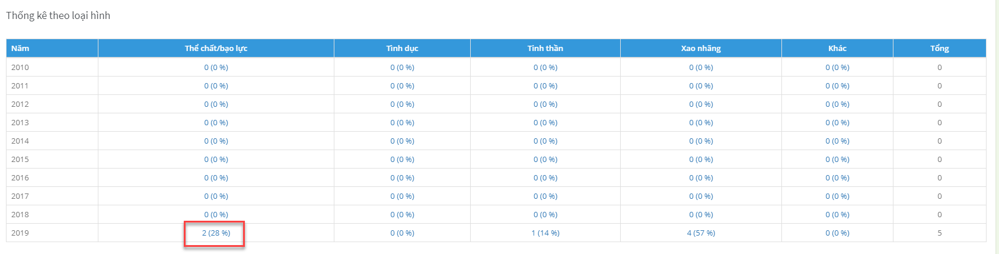 Thống kê theo loại hình
Năm Thể chất/bạo lực Tình dục Tinh thần Xao nhãng Khác Tổng
2010 0 (0 %) 0 (0 %) 0 (0 %) 0 (0 %) 0 (0 %) 0
2011 0 (0 %) 0 (0 %) 0 (0 %) 0 (0 %) 0 (0 %) 0
2012 0 (0 %) 0 (0 %) 0 (0 %) 0 (0 %) 0 (0 %) 0
2013 0 (0 %) 0 (0 %) 0 (0 %) 0 (0 %) 0 (0 %) 0
2014 0 (0 %) 0 (0 %) 0 (0 %) 0 (0 %) 0 (0 %) 0
2015 0 (0 %) 0 (0 %) 0 (0 %) 0 (0 %) 0 (0 %) 0
2016 0 (0 %) 0 (0 %) 0 (0 %) 0 (0 %) 0 (0 %) 0
2017 0 (0 %) 0 (0 %) 0 (0 %) 0 (0 %) 0 (0 %) 0
2018 0 (0 %) 0 (0 %) 0 (0 %) 0 (0 %) 0 (0 %) 0
2019 2 (28 %) 0 (0 %) 1 (14 %) 4 (57 %) 0 (0 %) 5